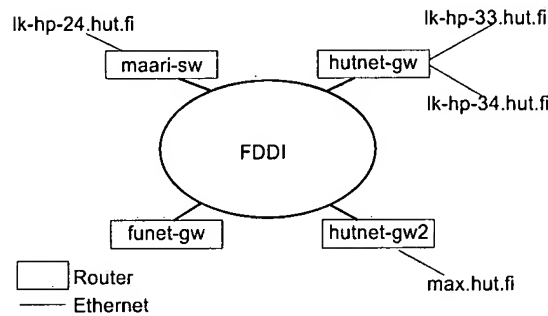 lk-hp-24.hut.fi
lk-hp-33.hut.fi
maari-sw
hutnet-gw
lk-hp-34.hut.fi
FDDI
funet-gw
hutnet-gw2
Router
max.hut.fi
Ethernet